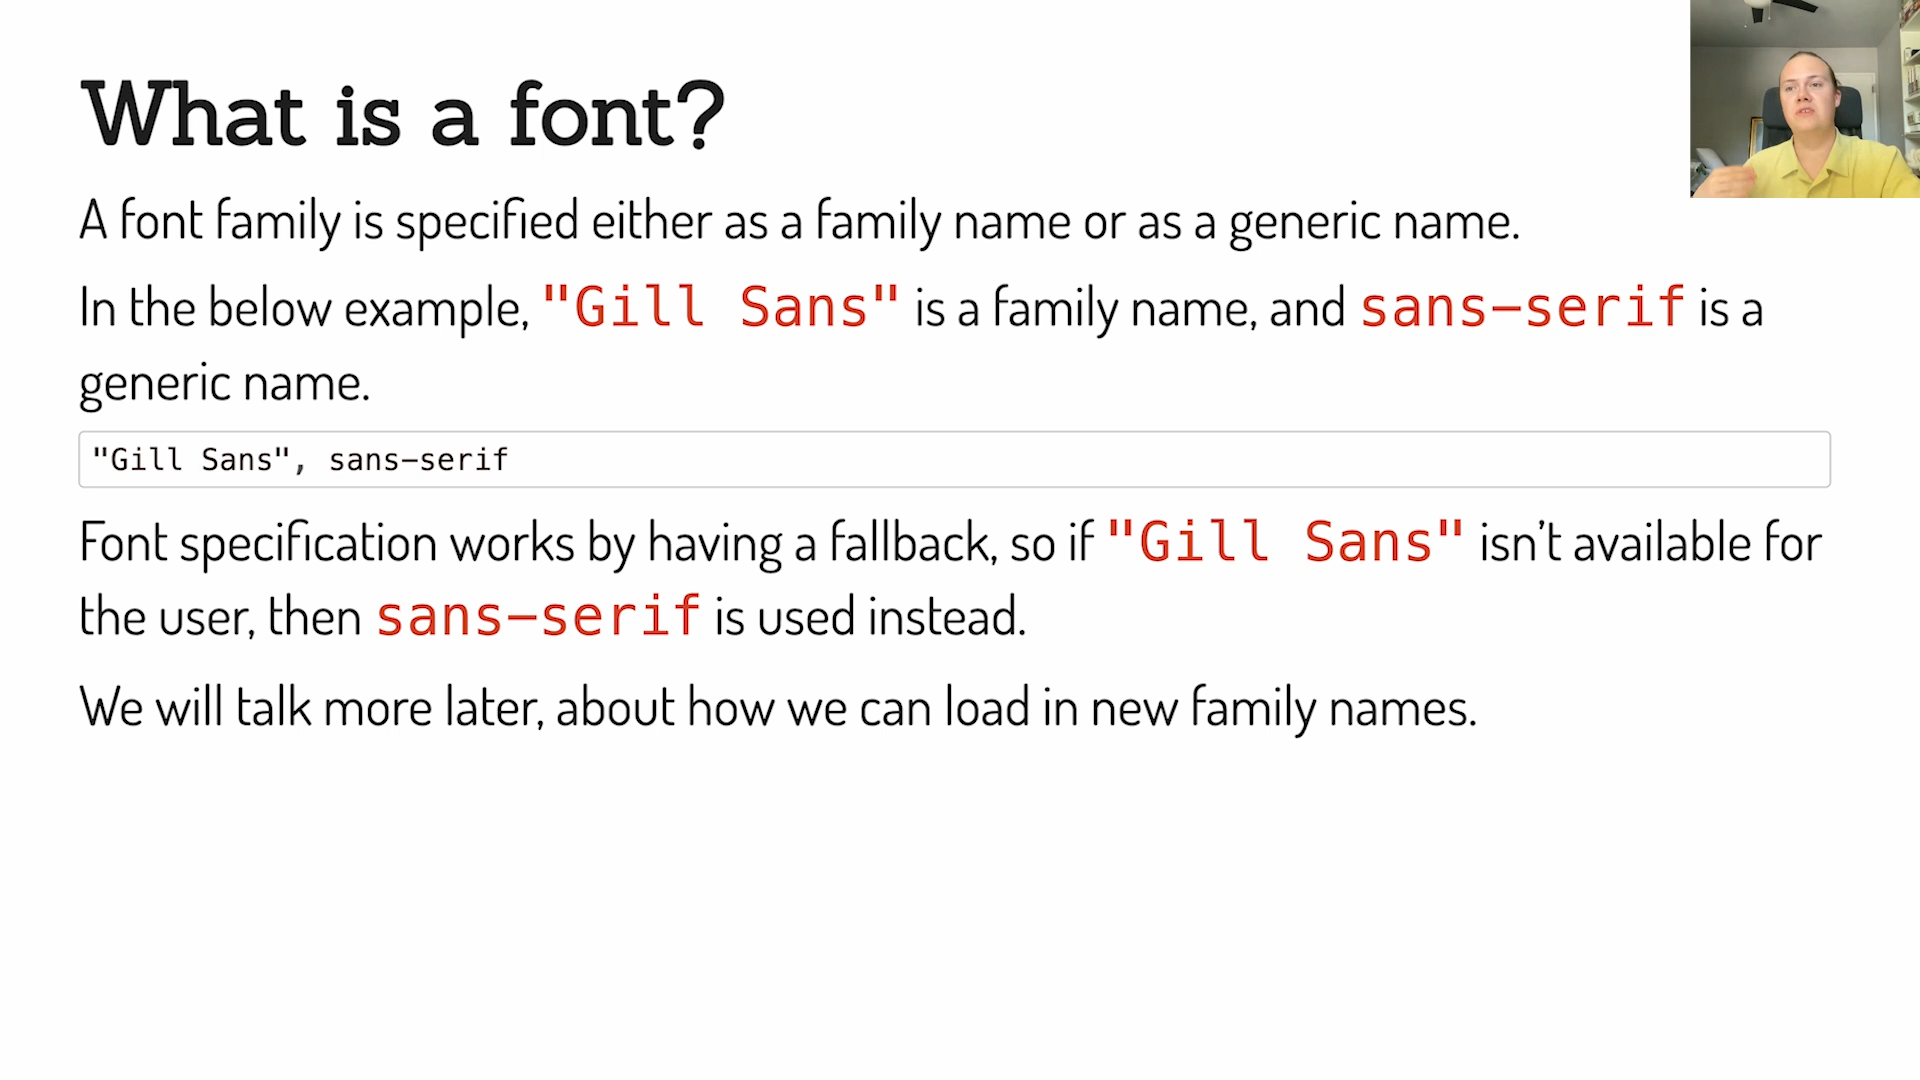 What is a font?
A font family is specified either as a family name or as a generic name.
In the below example, "Gill Sans" is a family name, and sans-serif is a
generic name.
"Gill Sans", sans-serif
Font specification works by having a fallback, so if "Gill Sans" isn't available for
the user, then sans-serif is used instead.
We will talk more later, about how we can load in new family names.